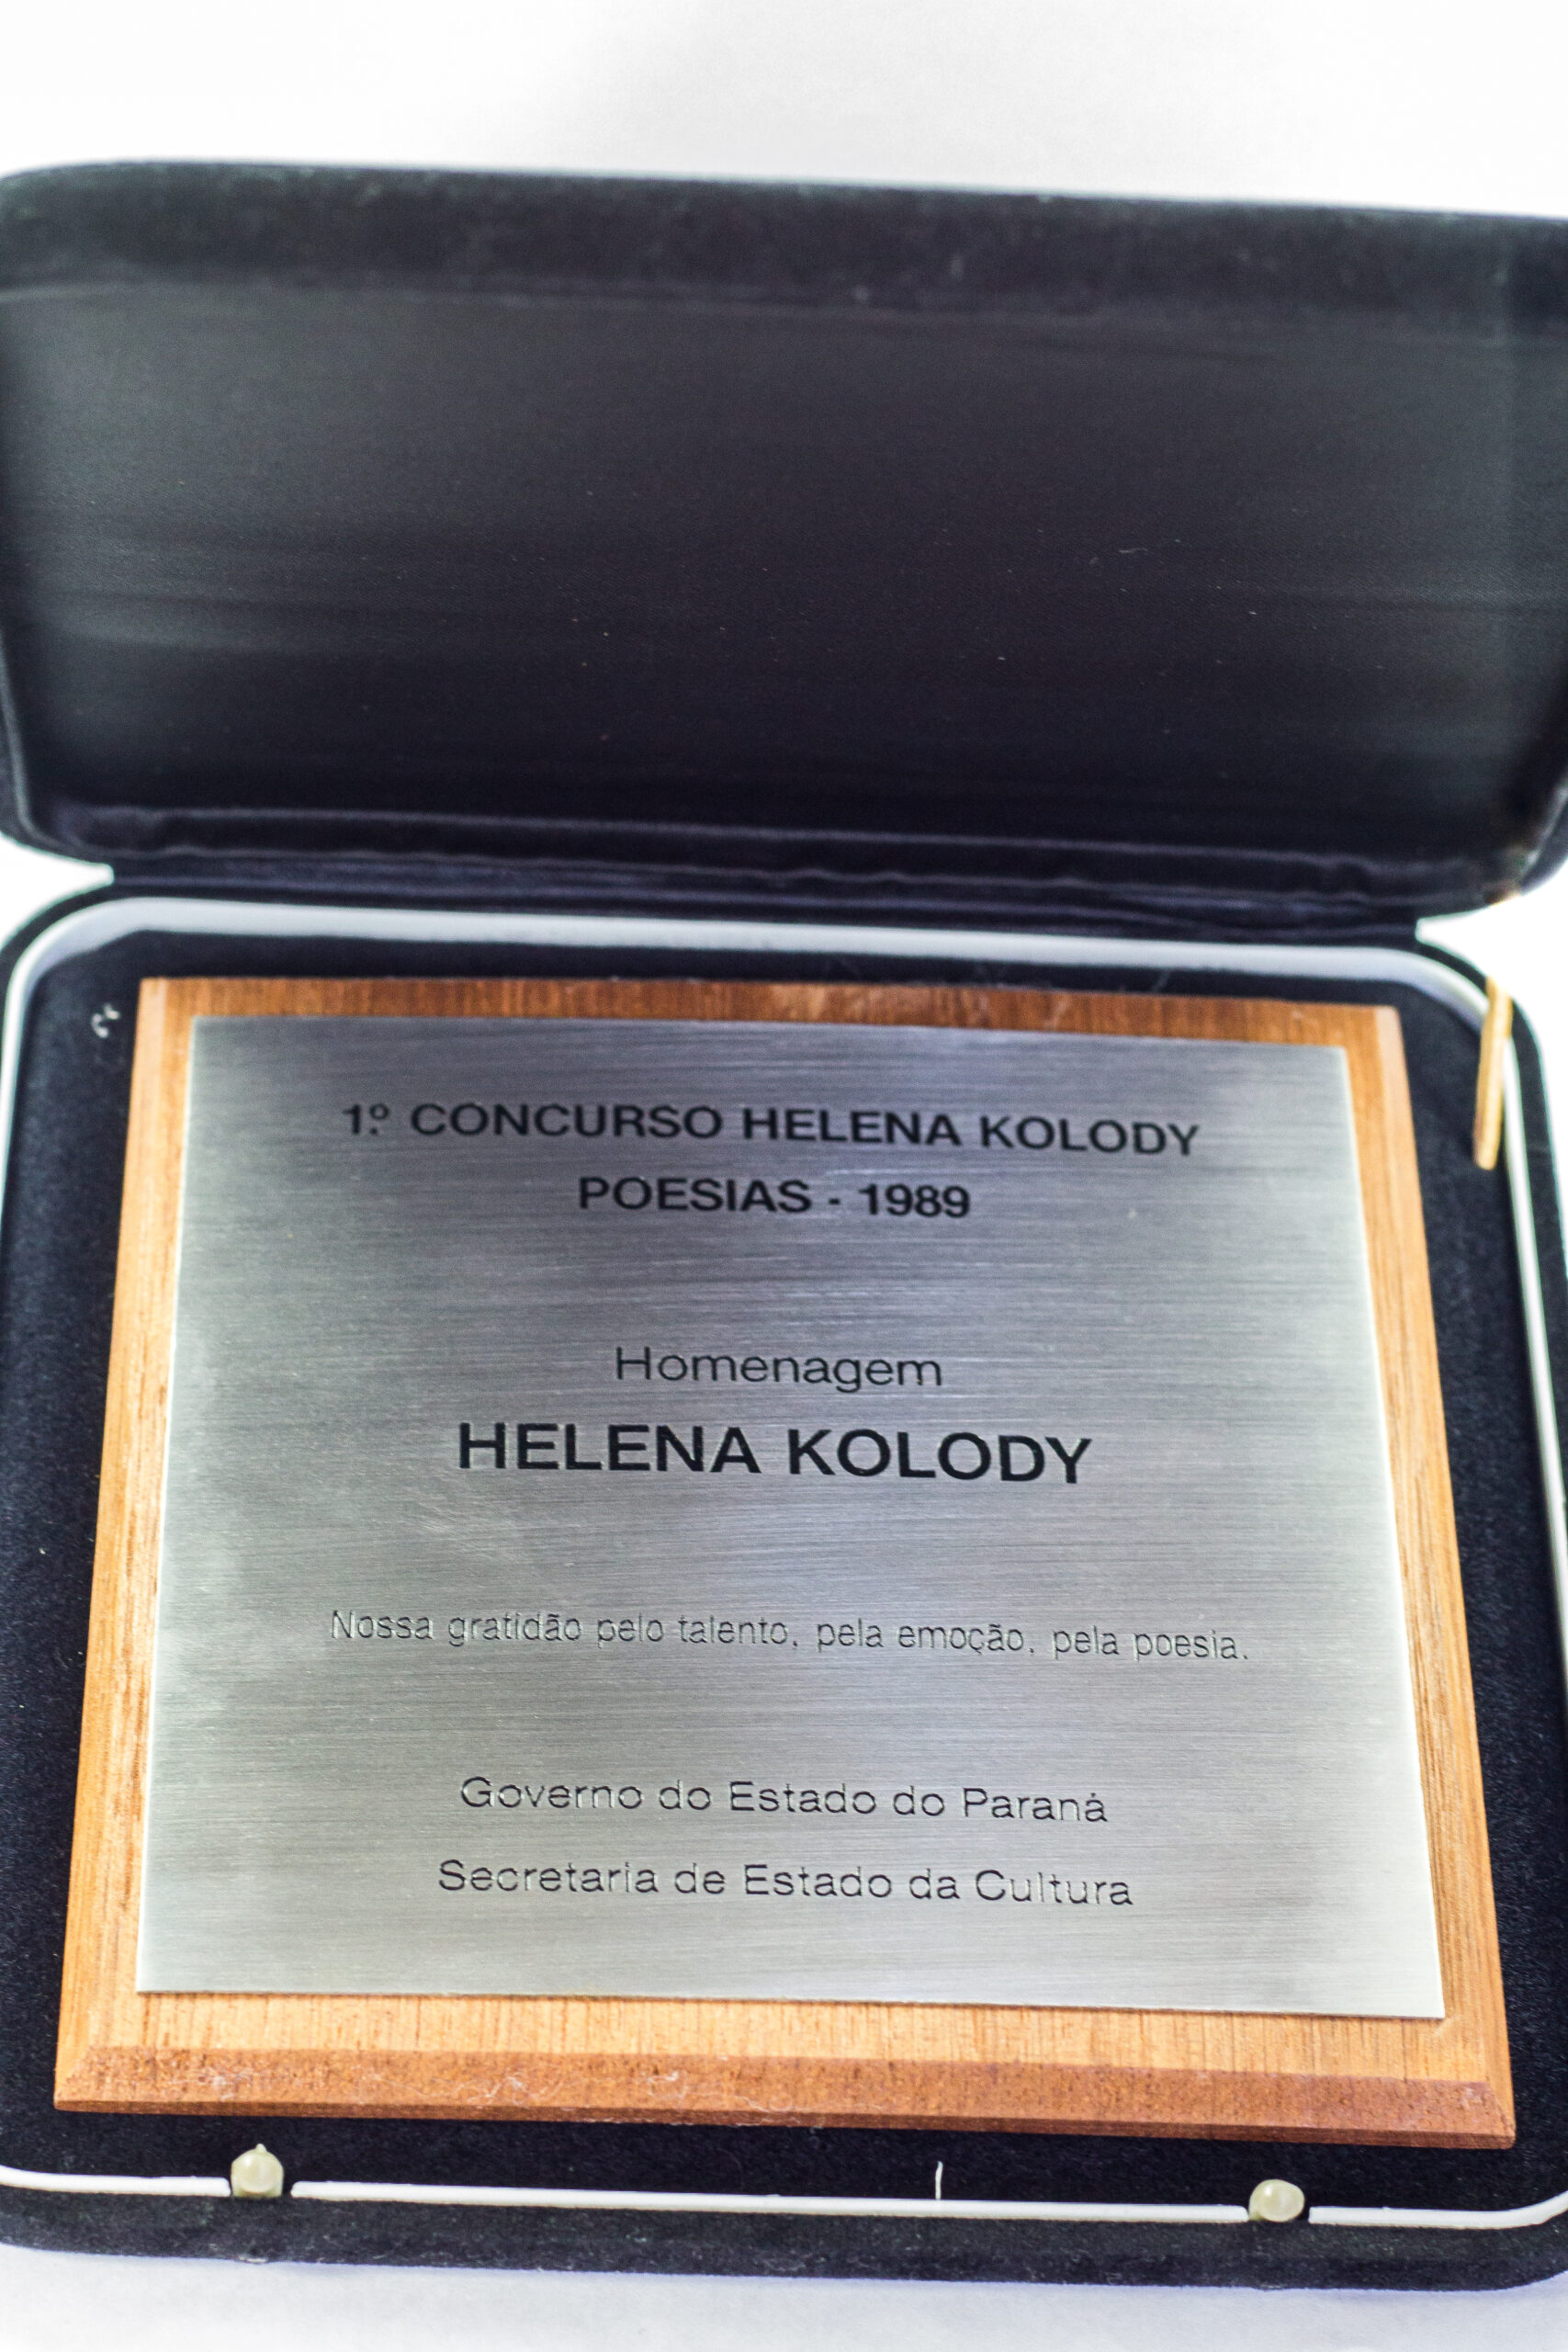 1.º CONCURSO HELENA KOLODY
POESIAS - 1989
Homenagem
HELENA KOLODY
Nossa gratidão pelo talento, pela emoção, pela poesia.
Governo do Estado do Paraná
Secretaria de Estado da Cultura